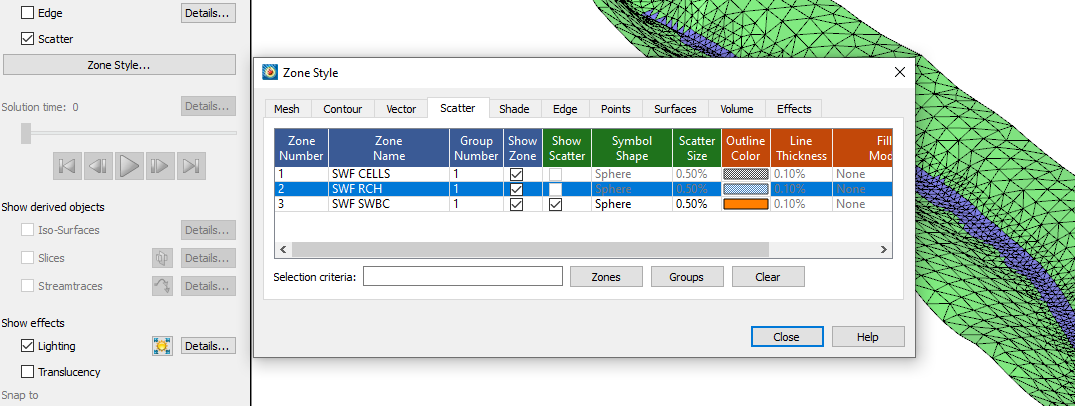 Edge Details...
Scatter
Zone Style...
Solution time: 0 Details...
Show derived objects
Iso-Surfaces Details...
Slices Details...
Streamtraces Details...
Show effects
Lighting Details...
Translucency
Snap to
Zone Style
Mesh Contour Vector Scatter Shade Edge Points Surfaces Volume Effects
Zone Zone Group Show Show Symbol Scatter Outline Line Fill
Number Name Number Zone Scatter Shape Size Color Thickness Mod
1 SWF CELLS 1 Sphere 0.50% 0.10% None
2 SWF RCH 1 Sphere 0.50% 0.10% None
3 SWF SWBC 1 Sphere 0.50% 0.10% None
Selection criteria: Zones Groups Clear
Close Help